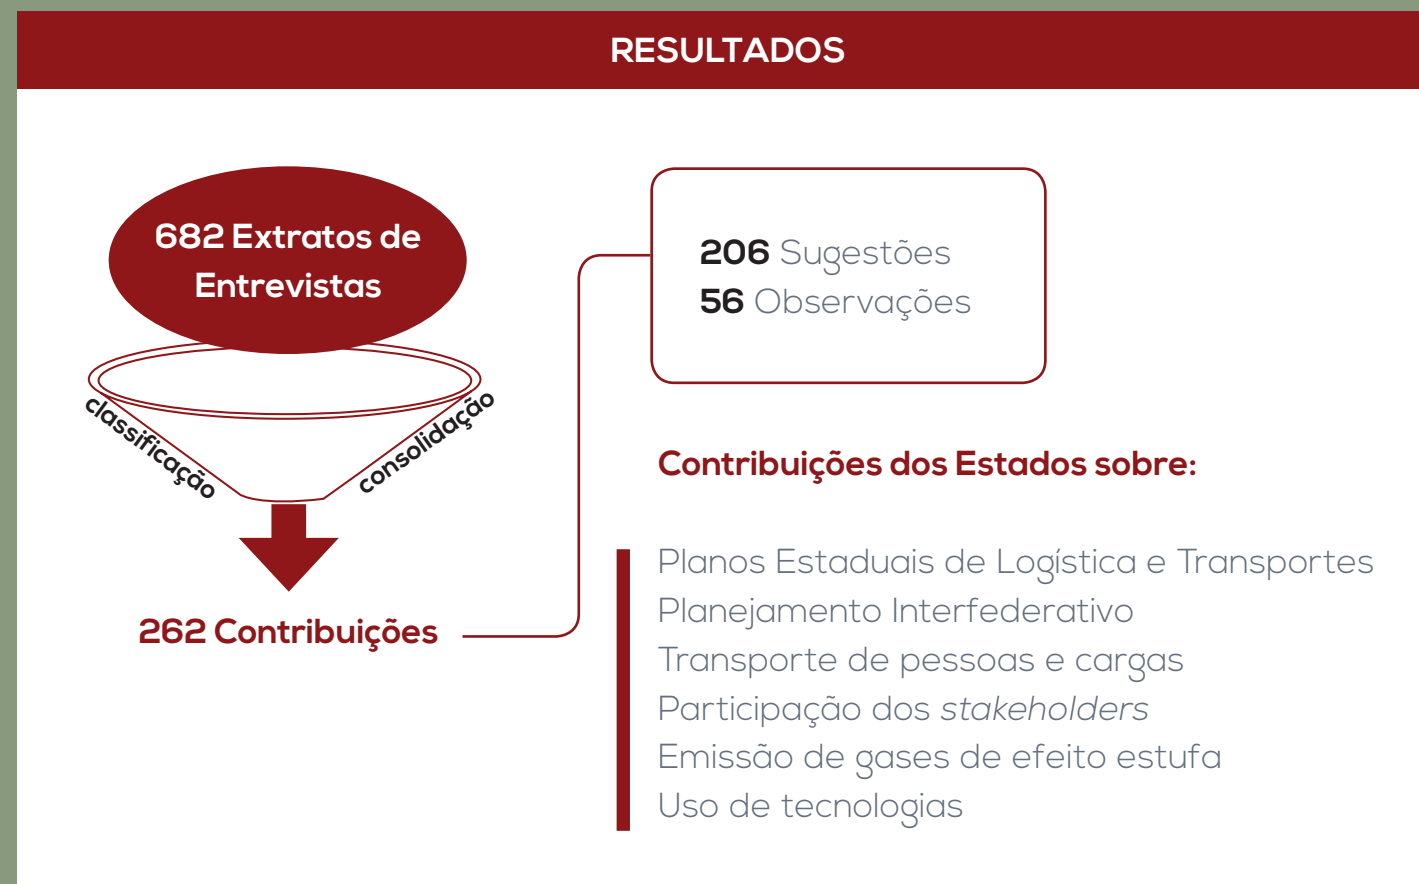 RESULTADOS
682 Extratos de
Entrevistas
classificação
consolidação
262 Contribuições
206 Sugestões
56 Observações
Contribuições dos Estados sobre:
Planos Estaduais de Logística e Transportes
Planejamento Interfederativo
Transporte de pessoas e cargas
Participação dos stakeholders
Emissão de gases de efeito estufa
Uso de tecnologias